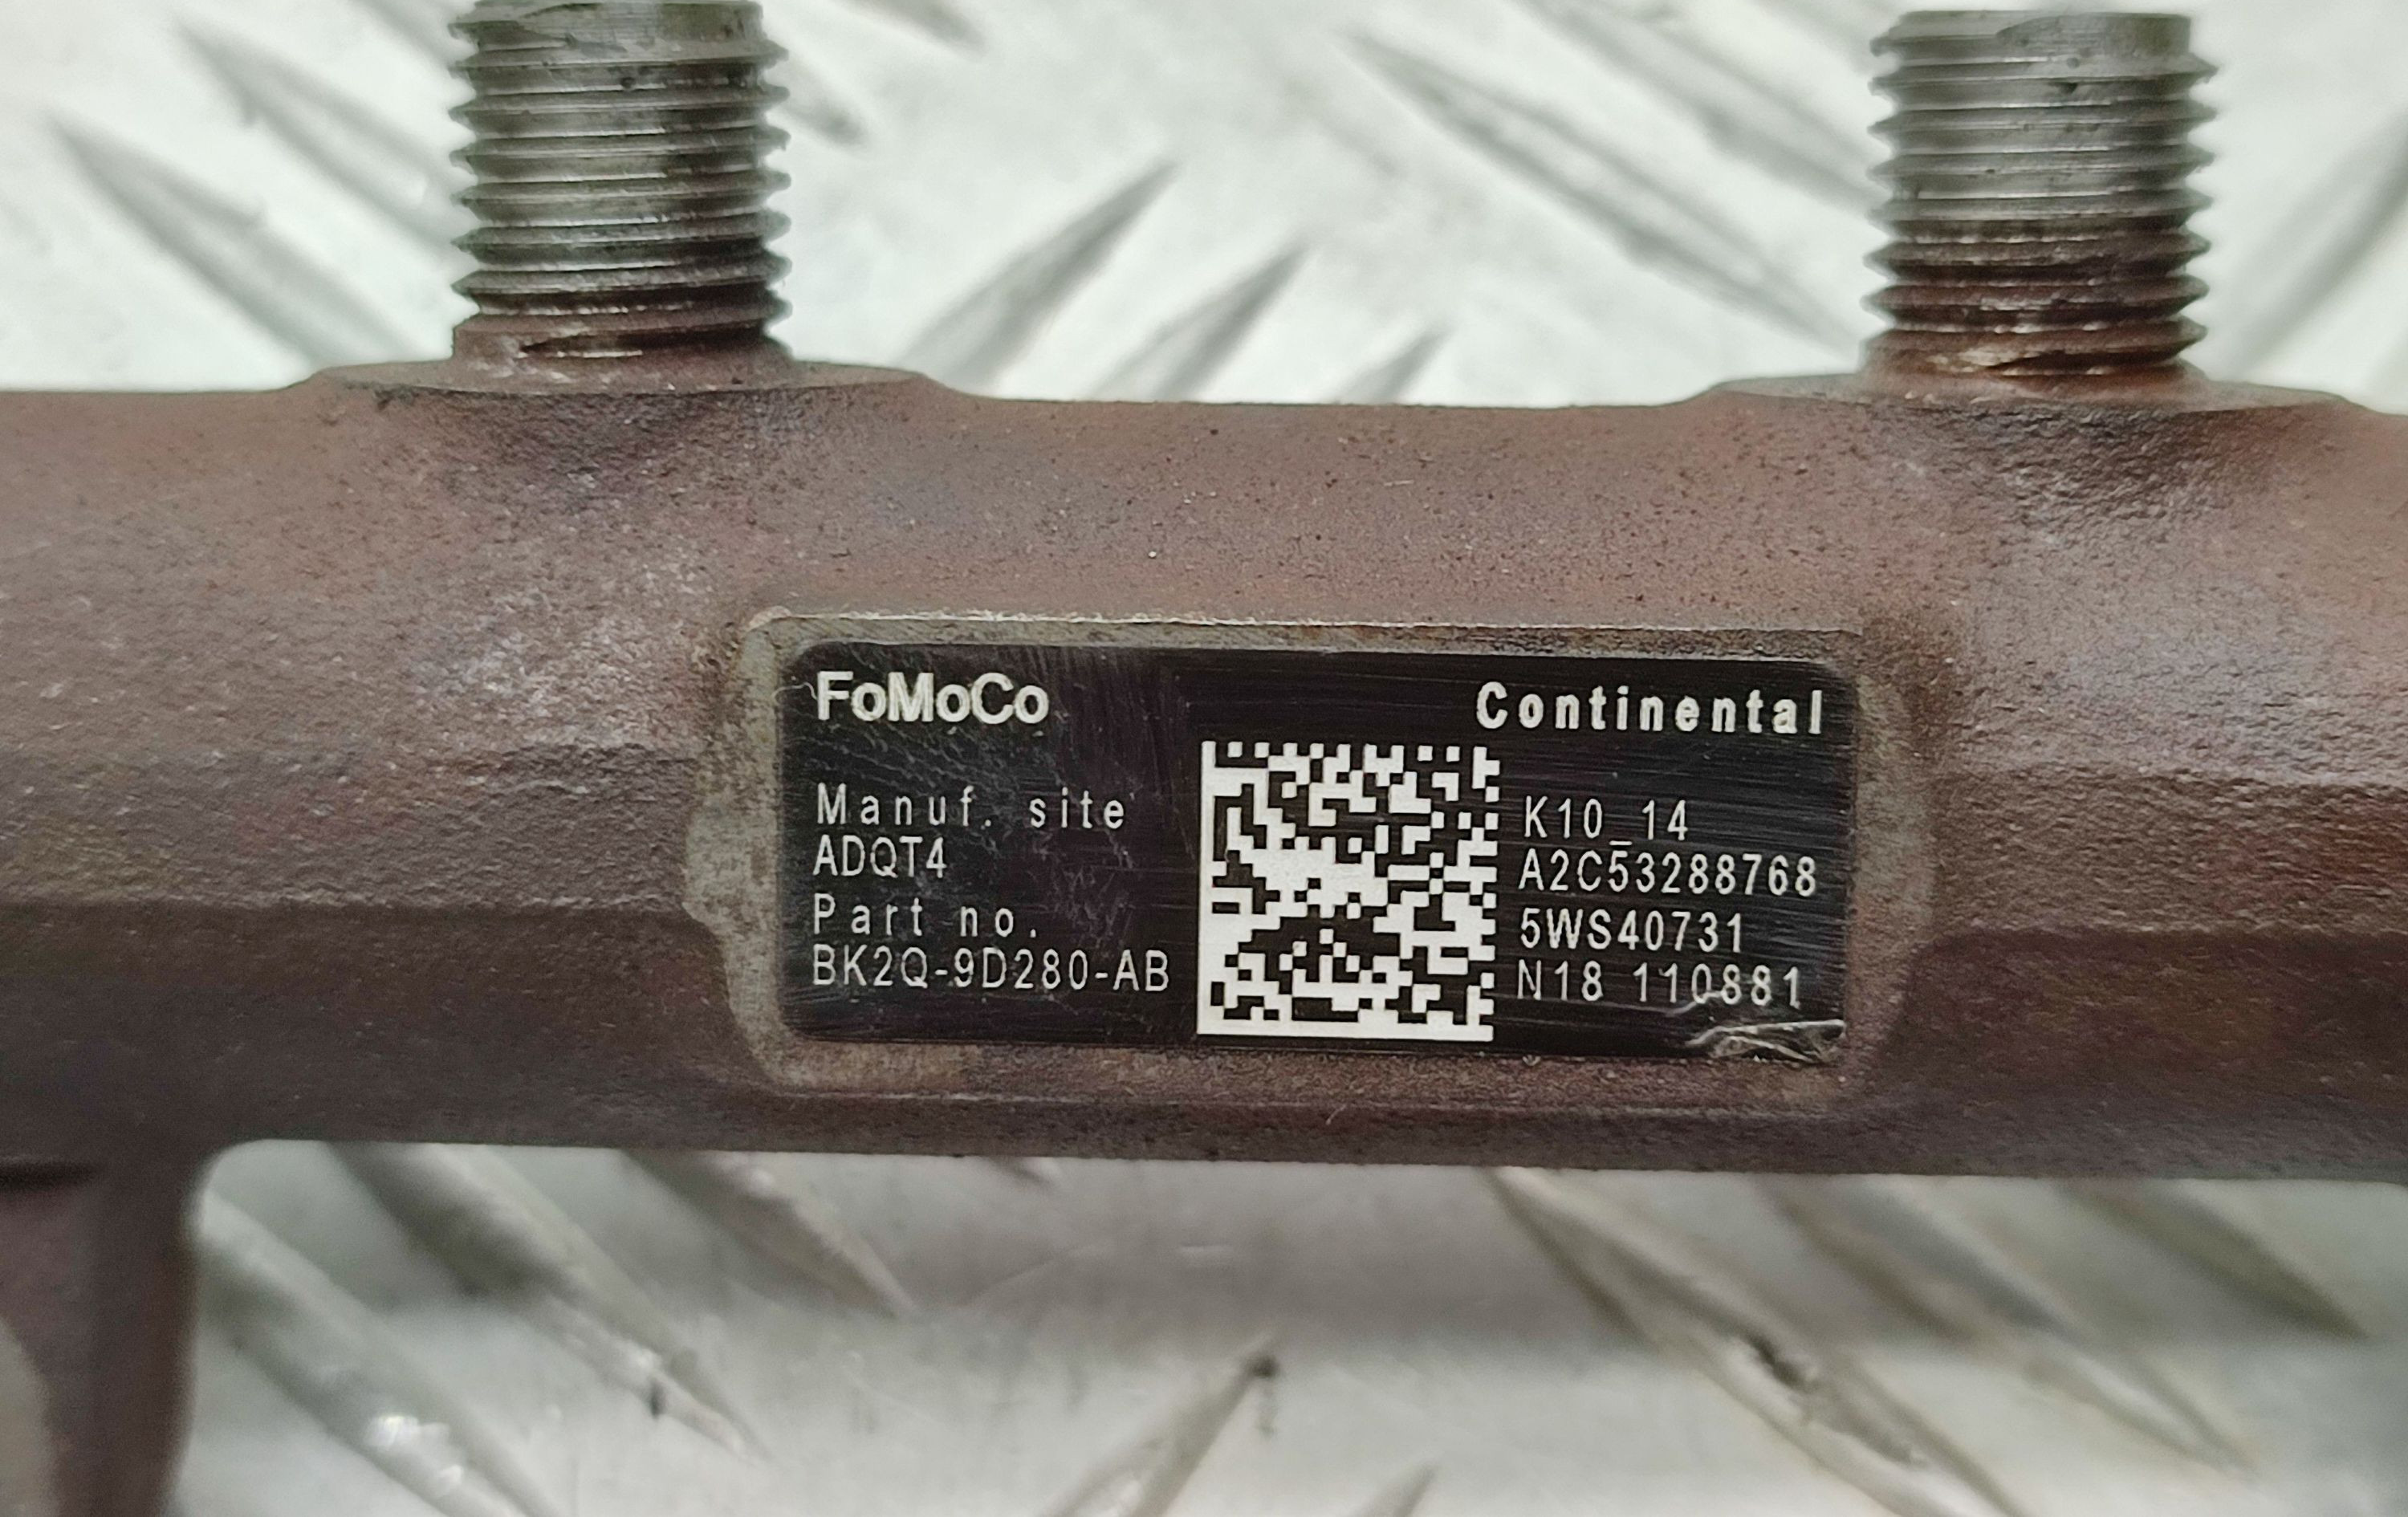 FoMoCo
Continental
Manuf. site
ADQT4
Part no.
BK2Q-9D280-AB
K10_14
A2C53288768
5WS40731
N18 110881